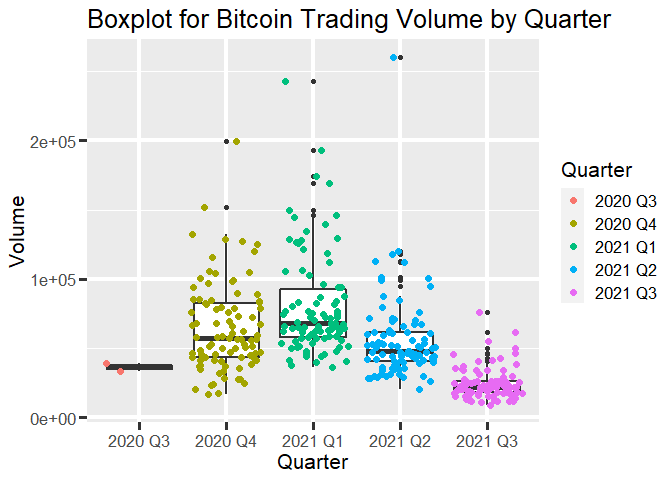 Boxplot for Bitcoin Trading Volume by Quarter
Volume
2e+05
1e+05
0e+00
2020 Q3
2020 Q4
2021 Q1
2021 Q2
2021 Q3
Quarter
Quarter
2020 Q3
2020 Q4
2021 Q1
2021 Q2
2021 Q3